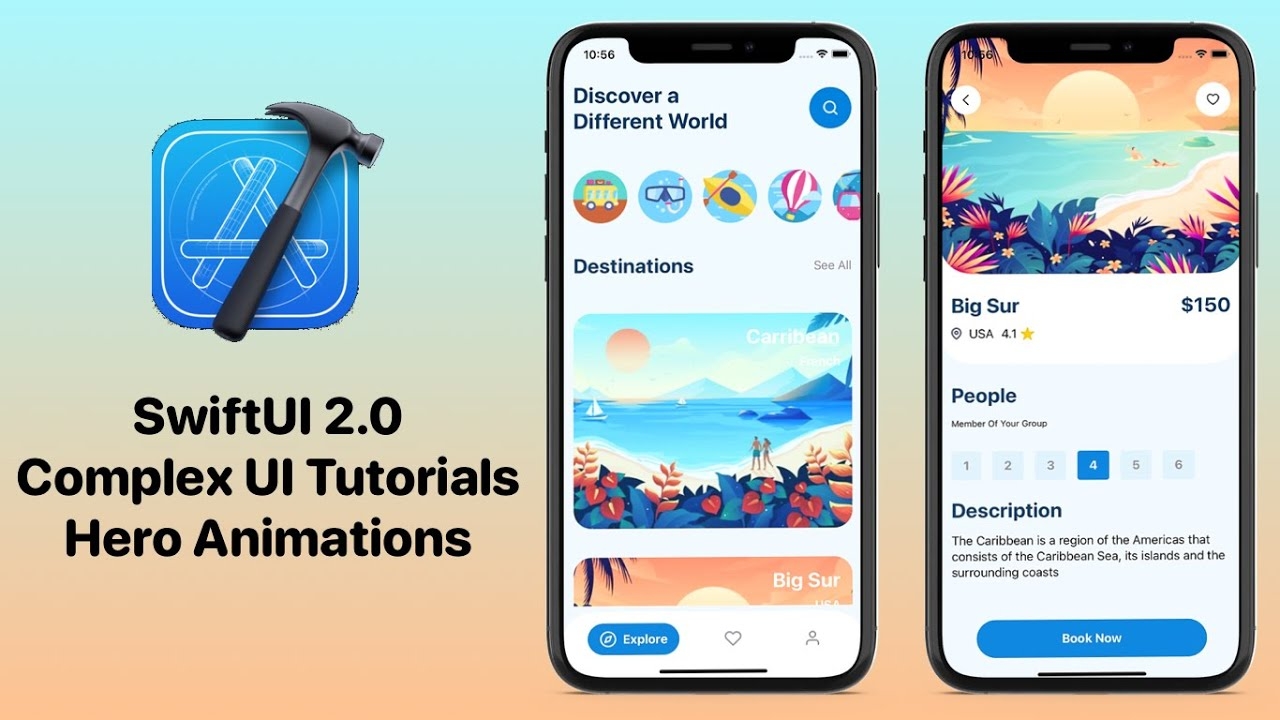 SwiftUI 2.0
Complex UI Tutorials
Hero Animations
10:56
Discover a
Different World
Destinations
See All
Carribean
French
Big Sur
USA
Explore
10:56
Big Sur
$150
USA 4.1
People
Member Of Your Group
1 2 3 4 5 6
Description
The Caribbean is a region of the Americas that
consists of the Caribbean Sea, its islands and the
surrounding coasts
Book Now